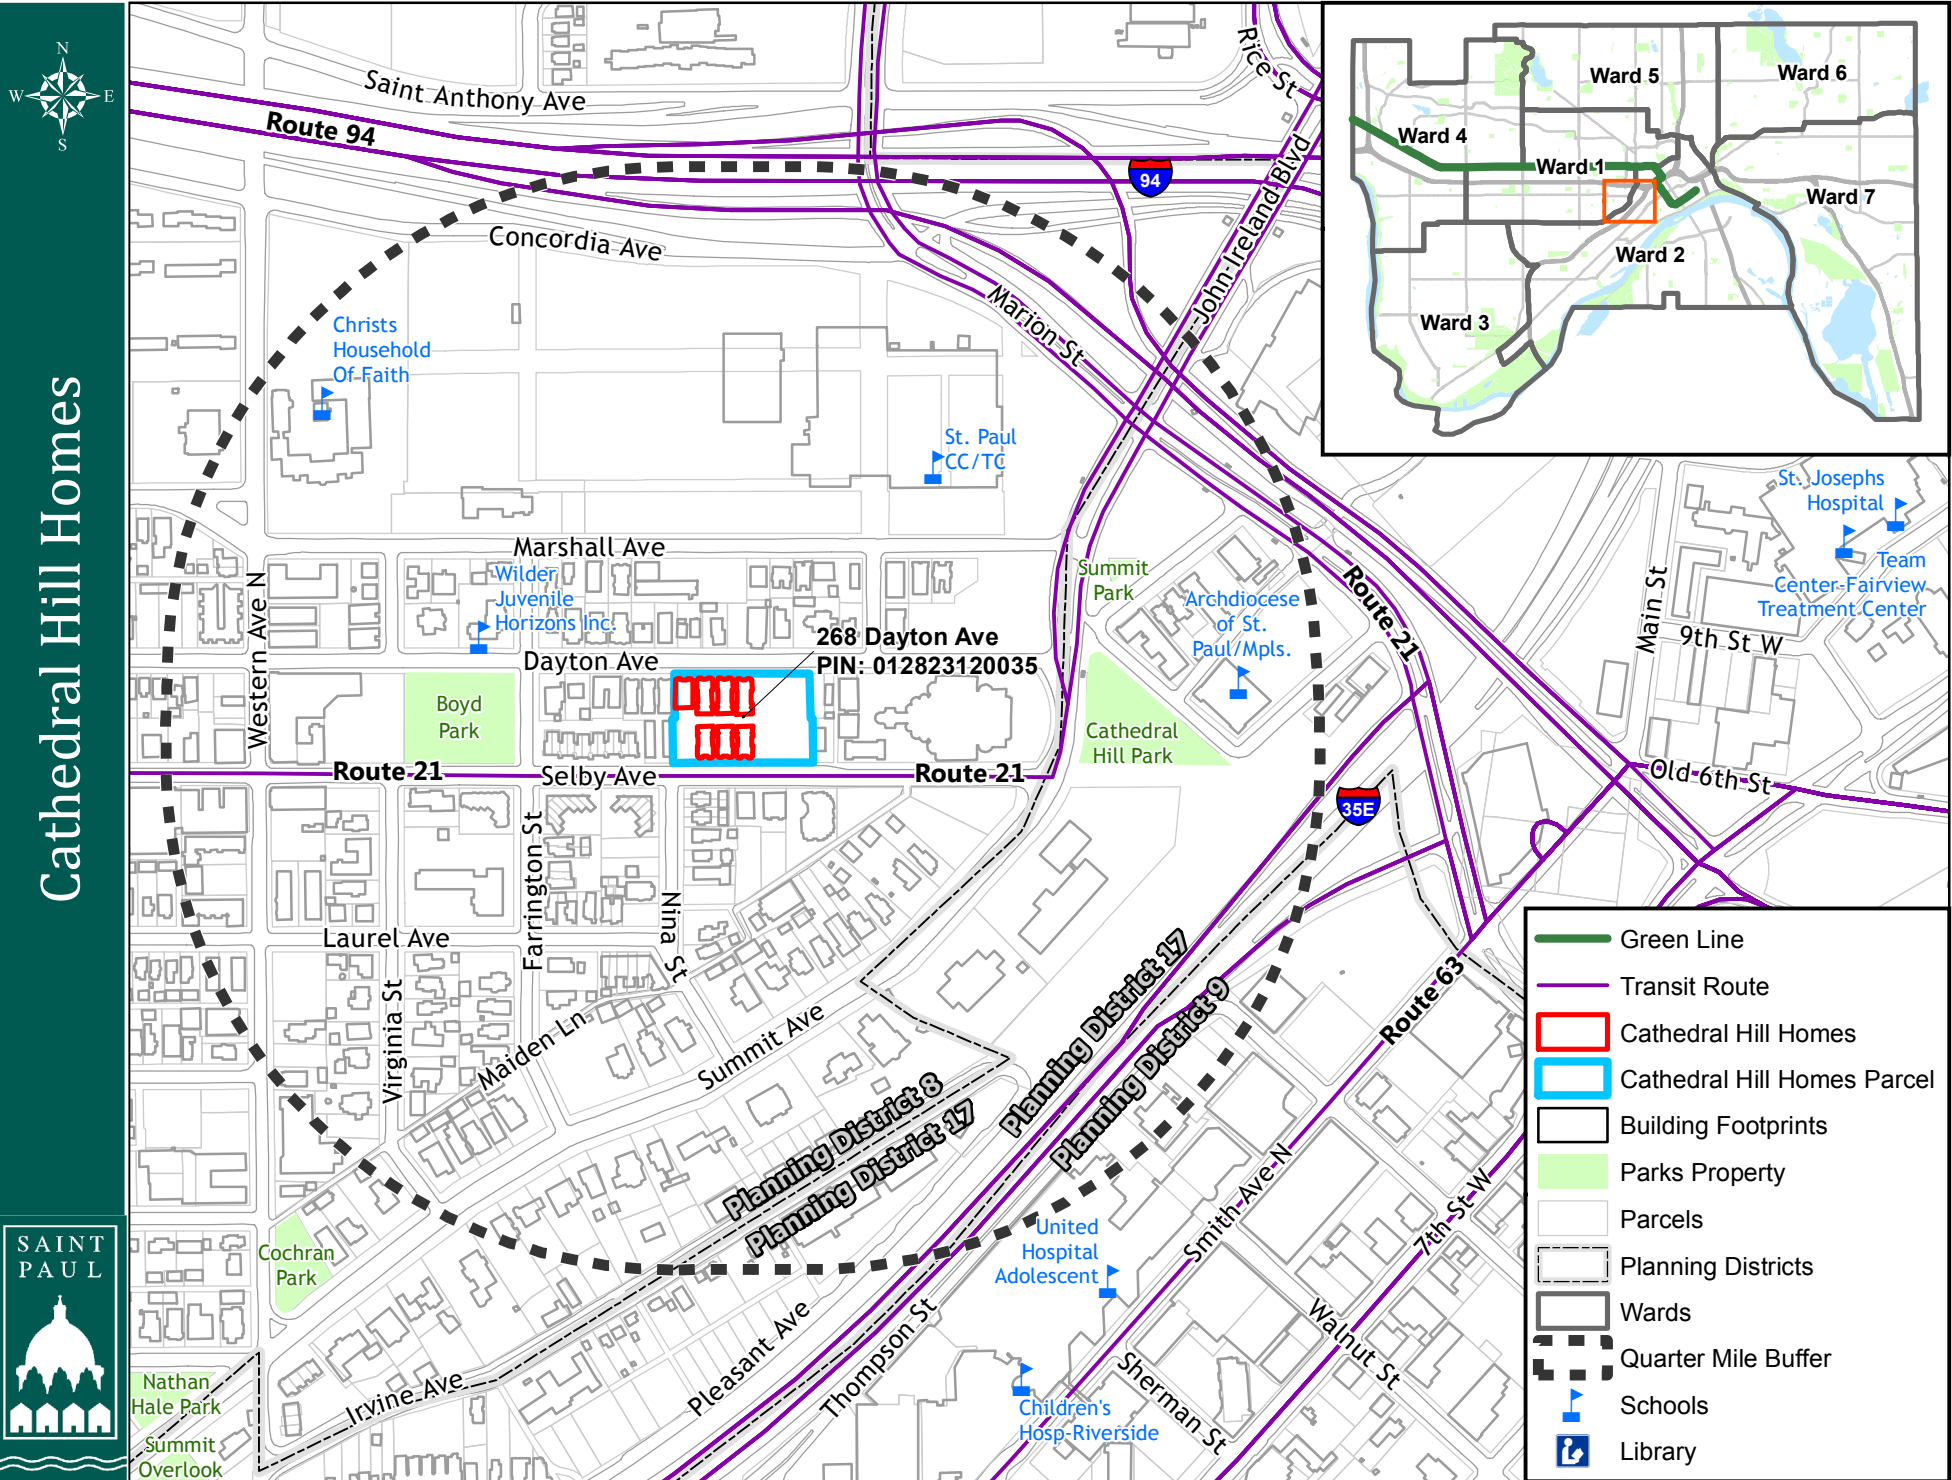 Cathedral Hill Homes
N
W
E
S
SAINT
PAUL
Saint Anthony Ave
Route 94
Rice St
94
John Ireland Blvd
Concordia Ave
Marion St
Christs
Household
Of Faith
St. Paul
CC/TC
Marshall Ave
Wilder
Juvenile
Horizons Inc.
Western Ave N
Dayton Ave
268 Dayton Ave
PIN: 012823120035
Boyd
Park
Summit
Park
Archdiocese
of St.
Paul/Mpls.
Cathedral
Hill Park
Route 21
St. Josephs
Hospital
Team
Center-Fairview
Treatment Center
Main St
9th St W
Route 21
Selby Ave
Route 21
Old 6th St
35E
Farrington St
Nina St
Laurel Ave
Virginia St
Maiden Ln
Summit Ave
Planning District 17
Planning District 9
Route 63
Planning District 8
Planning District 17
Cochran
Park
United
Hospital
Adolescent
Smith Ave N
7th St W
Walnut St
Pleasant Ave
Thompson St
Sherman St
Children's
Hosp-Riverside
Irvine Ave
Nathan
Hale Park
Summit
Overlook
Ward 5
Ward 6
Ward 4
Ward 1
Ward 7
Ward 2
Ward 3
Green Line
Transit Route
Cathedral Hill Homes
Cathedral Hill Homes Parcel
Building Footprints
Parks Property
Parcels
Planning Districts
Wards
Quarter Mile Buffer
Schools
Library